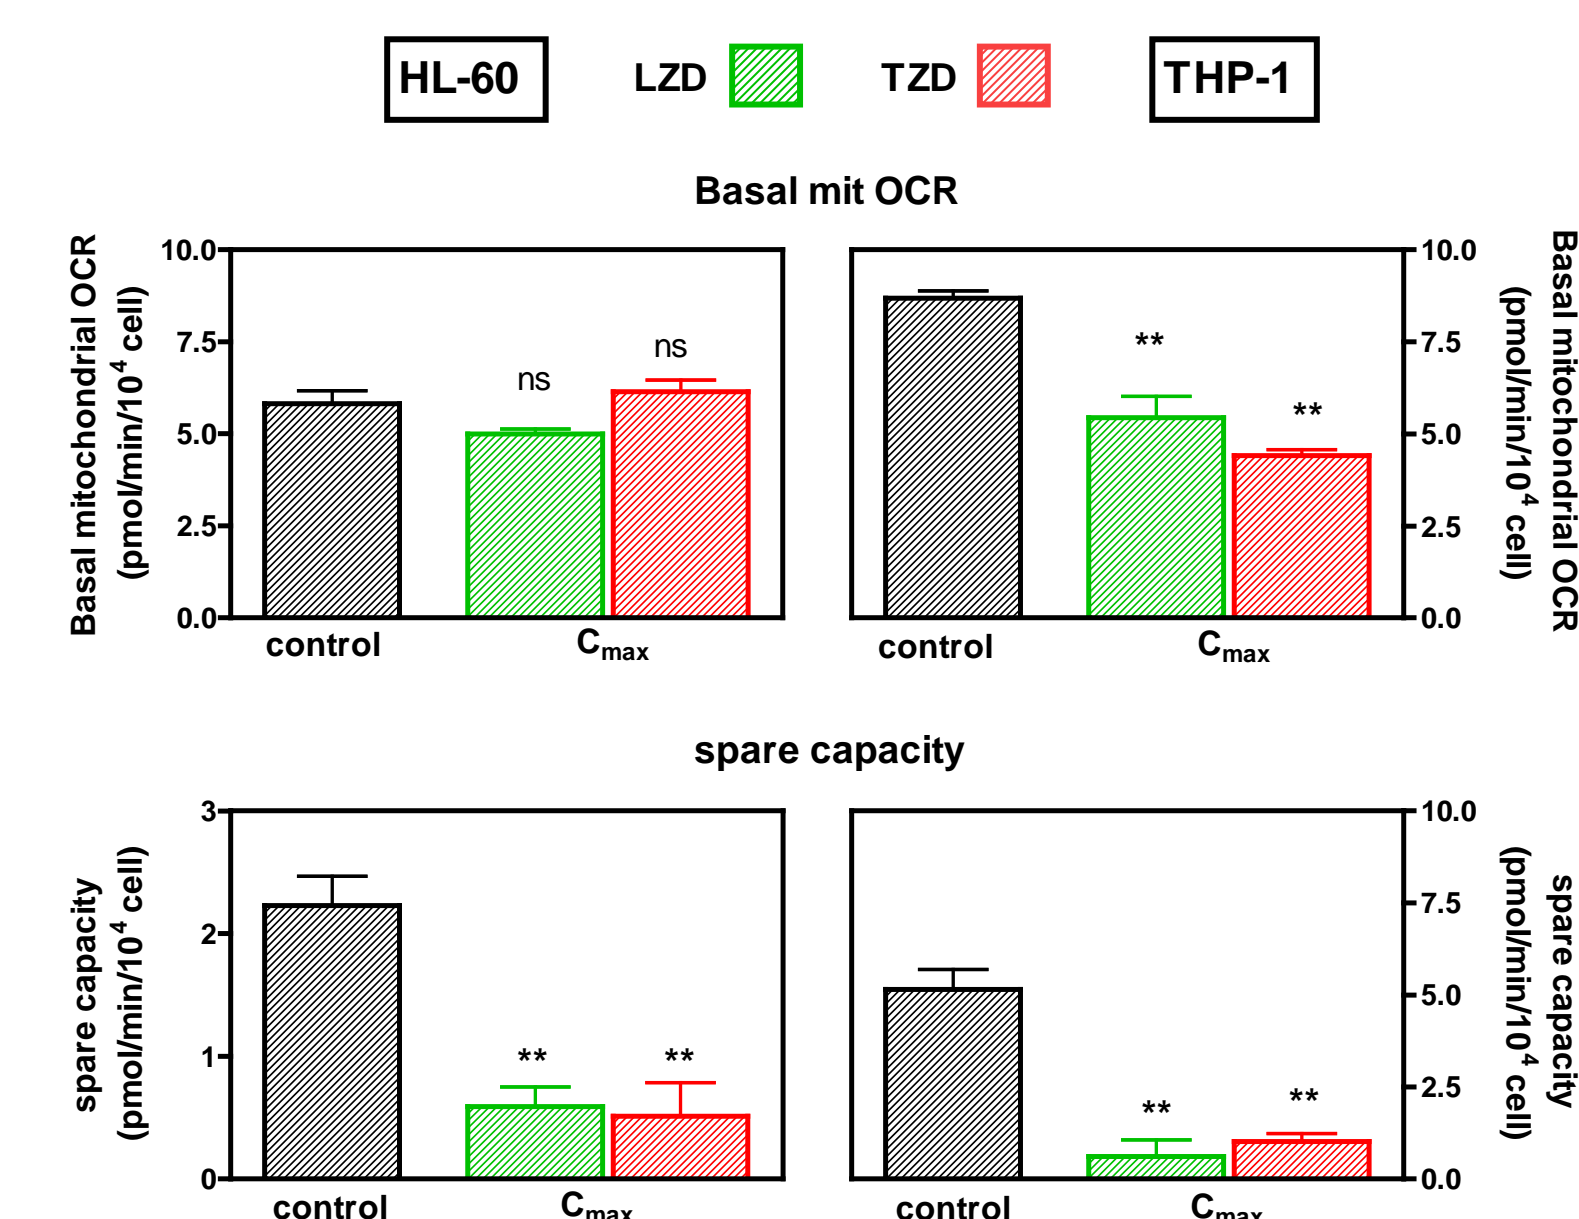 HL-60 LZD TZD THP-1
Basal mit OCR
Basal mitochondrial OCR
(pmol/min/10⁴ cell)
10.0
7.5
5.0
2.5
0.0
ns
ns
control
Cmax
**
**
control
Cmax
10.0
7.5
5.0
2.5
0.0
Basal mitochondrial OCR
(pmol/min/10⁴ cell)
spare capacity
spare capacity
(pmol/min/10⁴ cell)
3
2
1
0
**
**
control
Cmax
**
**
control
Cmax
10.0
7.5
5.0
2.5
0.0
spare capacity
(pmol/min/10⁴ cell)